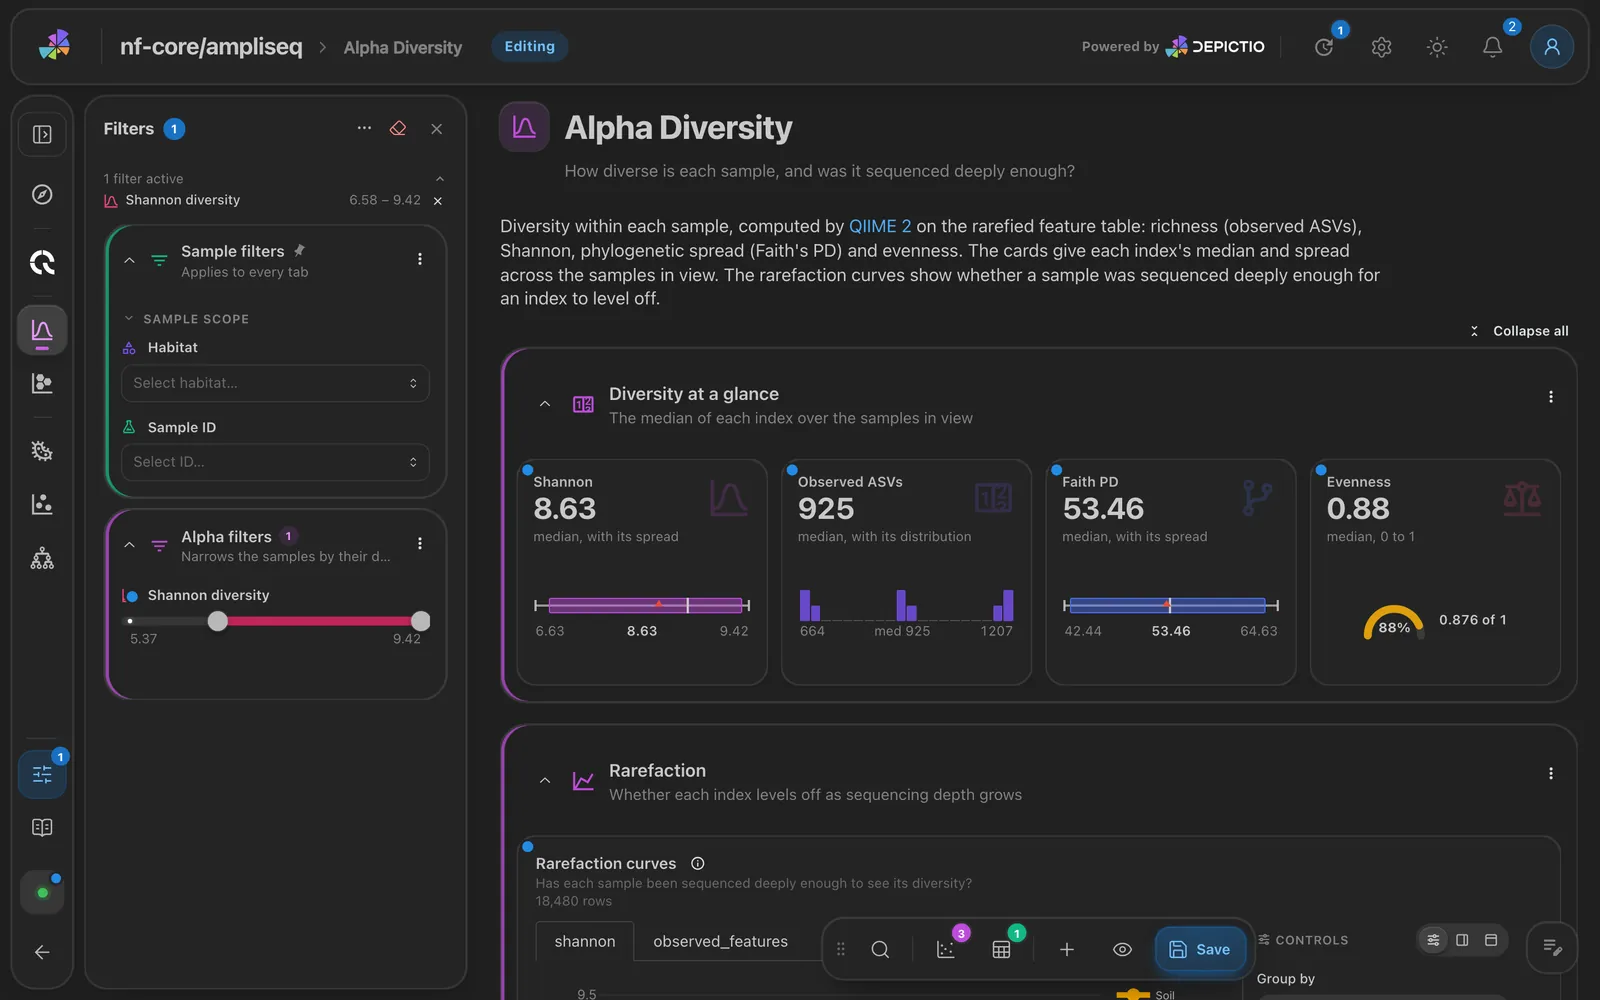 nf-core/ampliseq
Alpha Diversity
Editing
Powered by DEPICTIO
1
2
Filters 1
1 filter active
Shannon diversity 6.58 – 9.42
Sample filters
Applies to every tab
SAMPLE SCOPE
Habitat
Select habitat...
Sample ID
Select ID...
Alpha filters 1
Narrows the samples by their d...
Shannon diversity
5.37 9.42
1
Alpha Diversity
How diverse is each sample, and was it sequenced deeply enough?
Diversity within each sample, computed by QIIME 2 on the rarefied feature table: richness (observed ASVs),
Shannon, phylogenetic spread (Faith's PD) and evenness. The cards give each index's median and spread
across the samples in view. The rarefaction curves show whether a sample was sequenced deeply enough for
an index to level off.
Collapse all
Diversity at a glance
The median of each index over the samples in view
Shannon
8.63
median, with its spread
6.63 8.63 9.42
Observed ASVs
925
median, with its distribution
664 med 925 1207
Faith PD
53.46
median, with its spread
42.44 53.46 64.63
Evenness
0.88
median, 0 to 1
88% 0.876 of 1
Rarefaction
Whether each index levels off as sequencing depth grows
Rarefaction curves
Has each sample been sequenced deeply enough to see its diversity?
18,480 rows
shannon observed_features
3
1
Save
CONTROLS
Group by
9.5
Soil